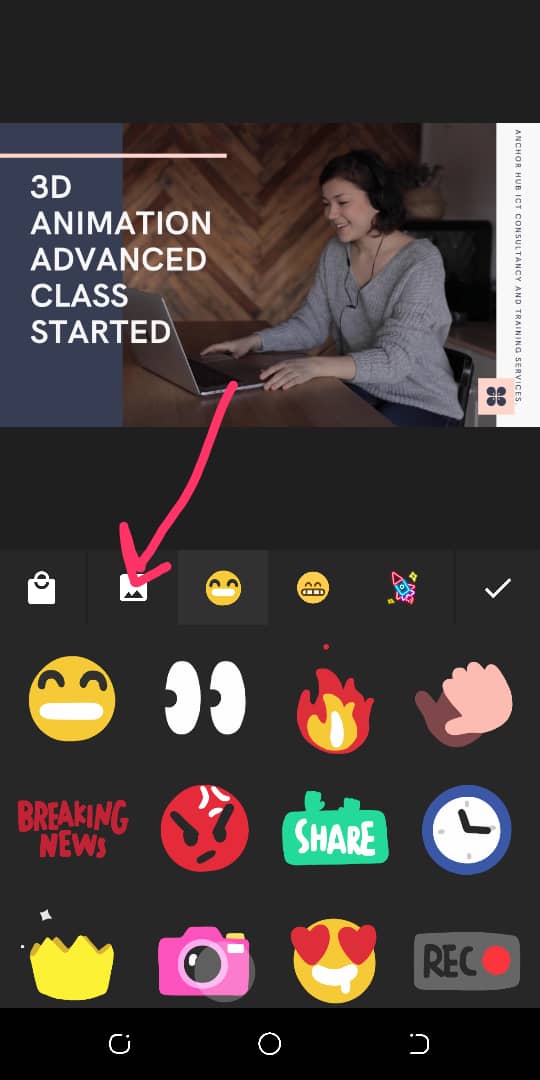 3D
ANIMATION
ADVANCED
CLASS
STARTED
ANCHOR HUB ICT CONSULTANCY AND TRAINING SERVICES
BREAKING
NEWS
SHARE
REC